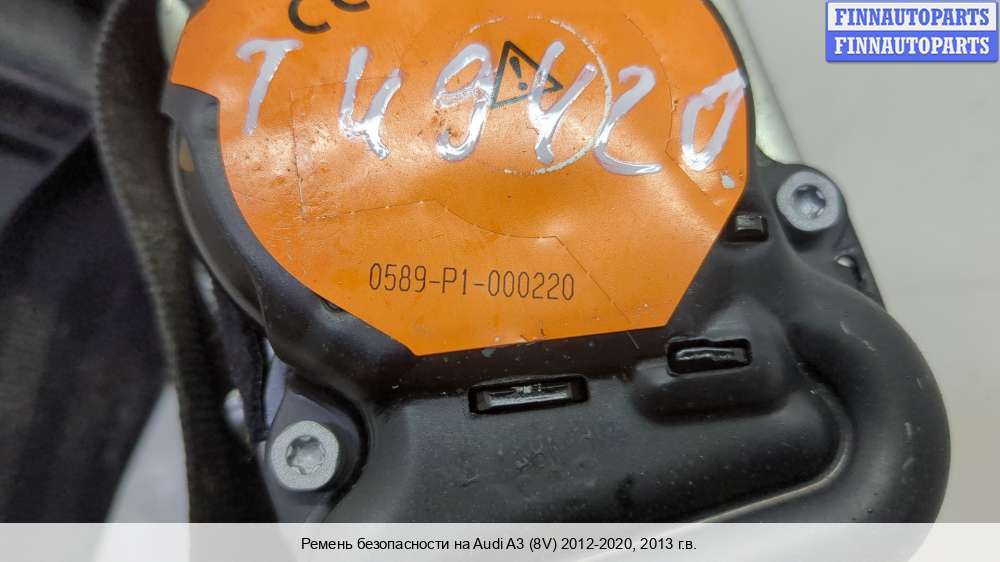 FINNAUTOPARTS
FINNAUTOPARTS
T49420
0589-P1-000220
Ремень безопасности на Audi A3 (8V) 2012-2020, 2013 г.в.